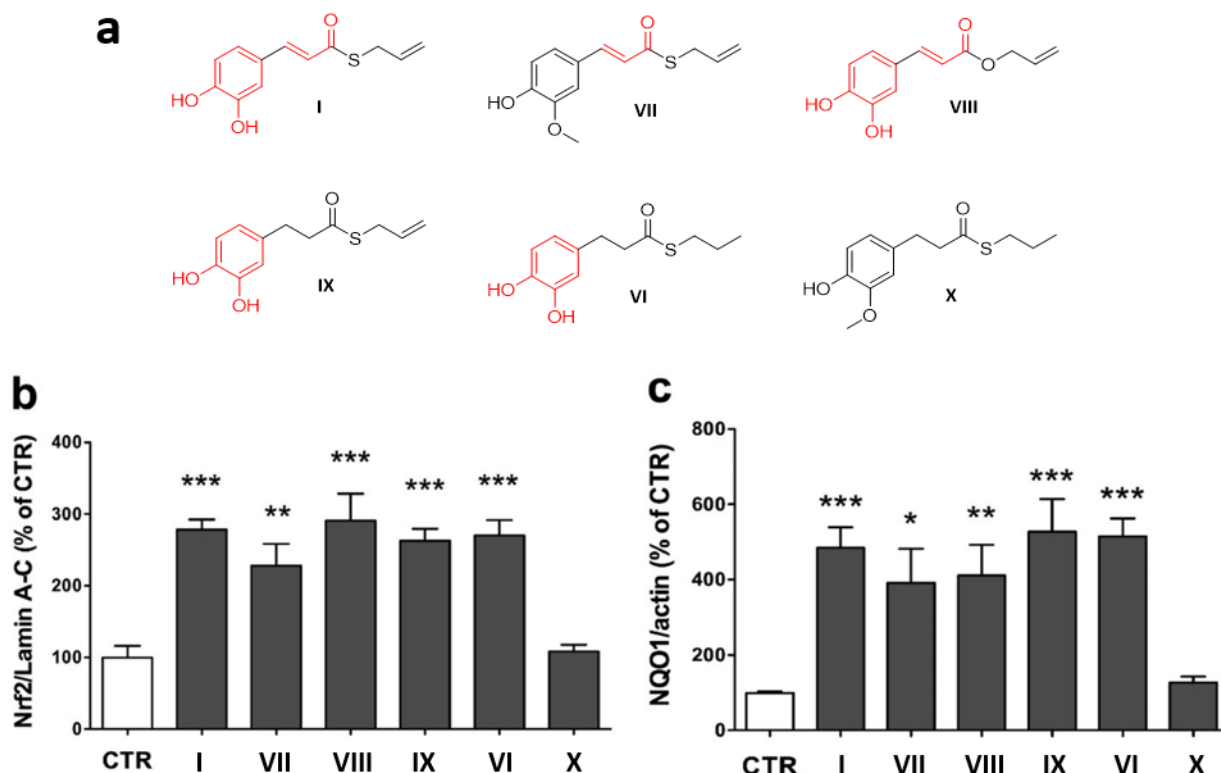 a
O
S
HO
OH
I
O
S
HO
O
VII
O
O
HO
OH
VIII
O
S
HO
OH
IX
O
S
HO
OH
VI
O
S
HO
O
X
b
Nrf2/Lamin A-C (% of CTR)
400
300
200
100
0
***
**
***
***
***
CTR I VII VIII IX VI X
c
NQO1/actin (% of CTR)
800
600
400
200
0
***
*
**
***
***
CTR I VII VIII IX VI X